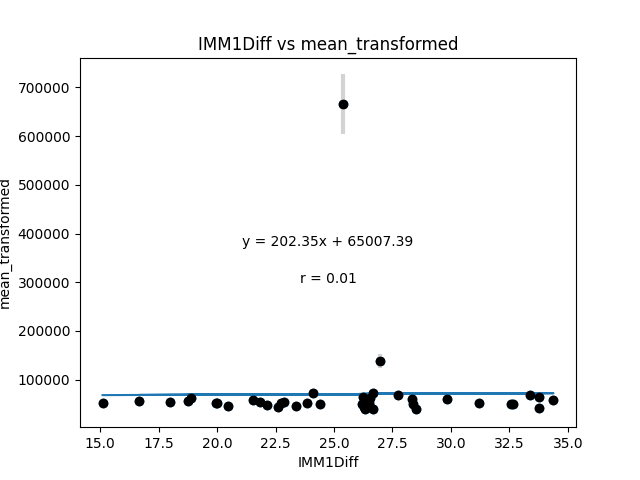 IMM1Diff vs mean_transformed
mean_transformed
700000
600000
500000
400000
300000
200000
100000
y = 202.35x + 65007.39
r = 0.01
15.0 17.5 20.0 22.5 25.0 27.5 30.0 32.5 35.0
IMM1Diff